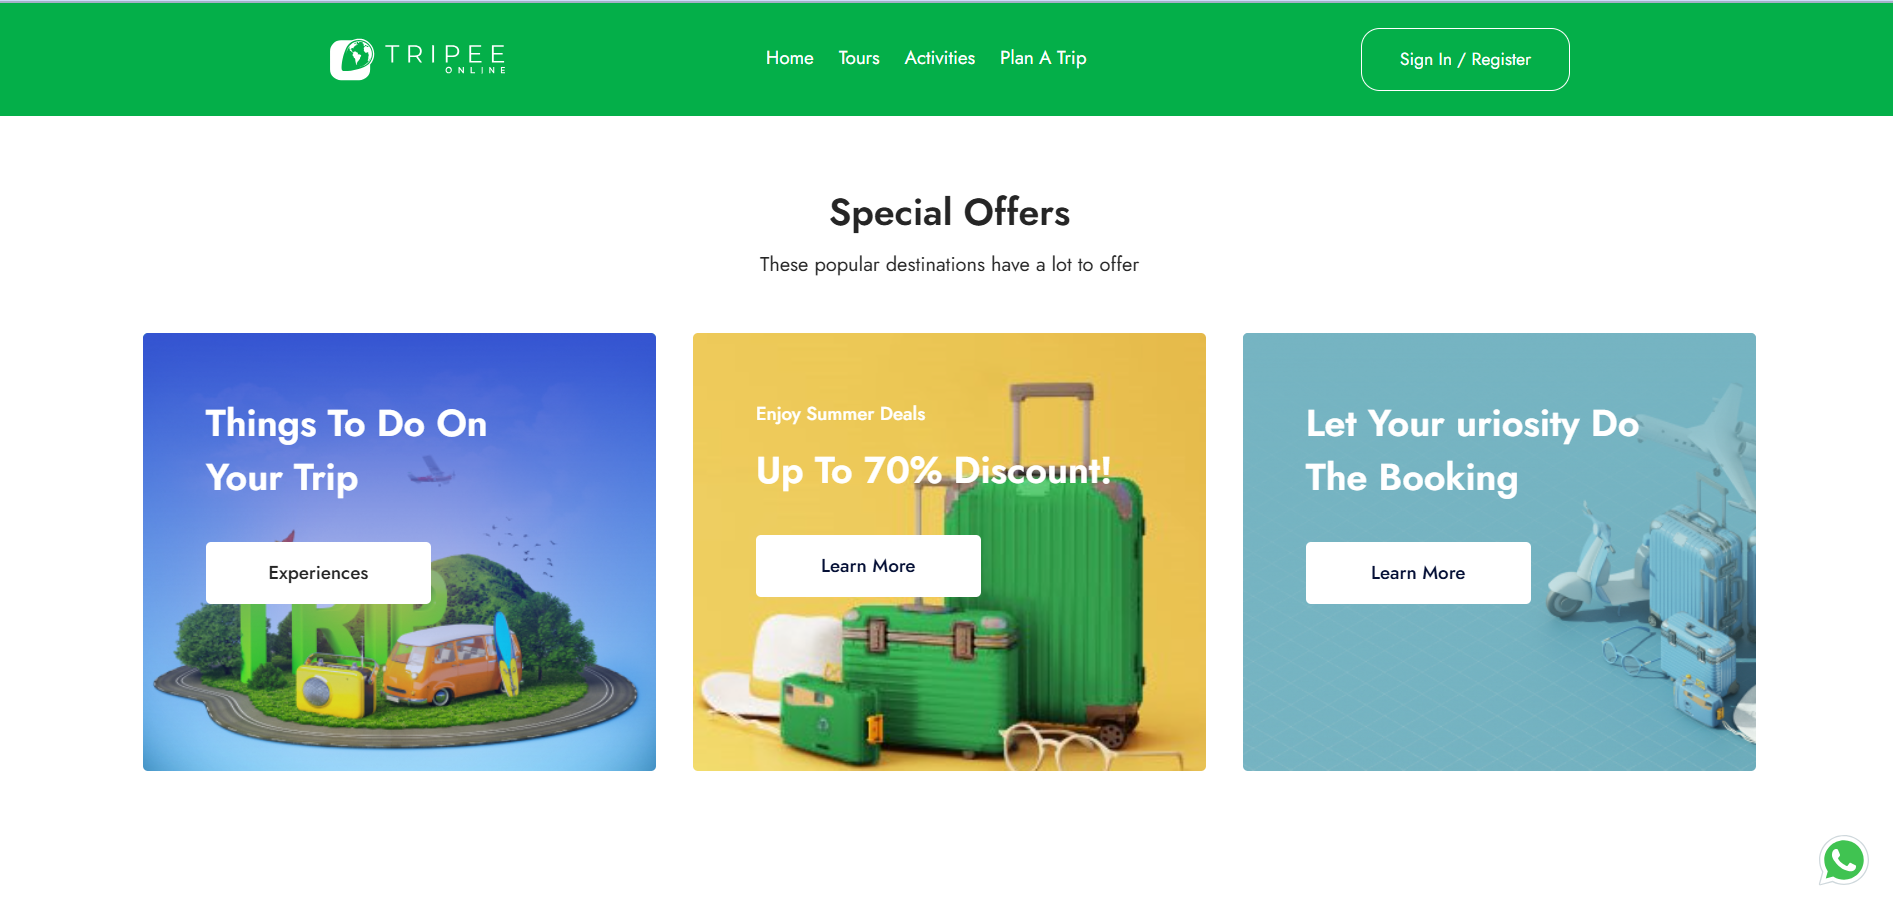 TRIPEE
ONLINE
Home Tours Activities Plan A Trip
Sign In / Register
Special Offers
These popular destinations have a lot to offer
Things To Do On
Your Trip
Experiences
TRIP
Enjoy Summer Deals
Up To 70% Discount!
Learn More
Let Your uriosity Do
The Booking
Learn More